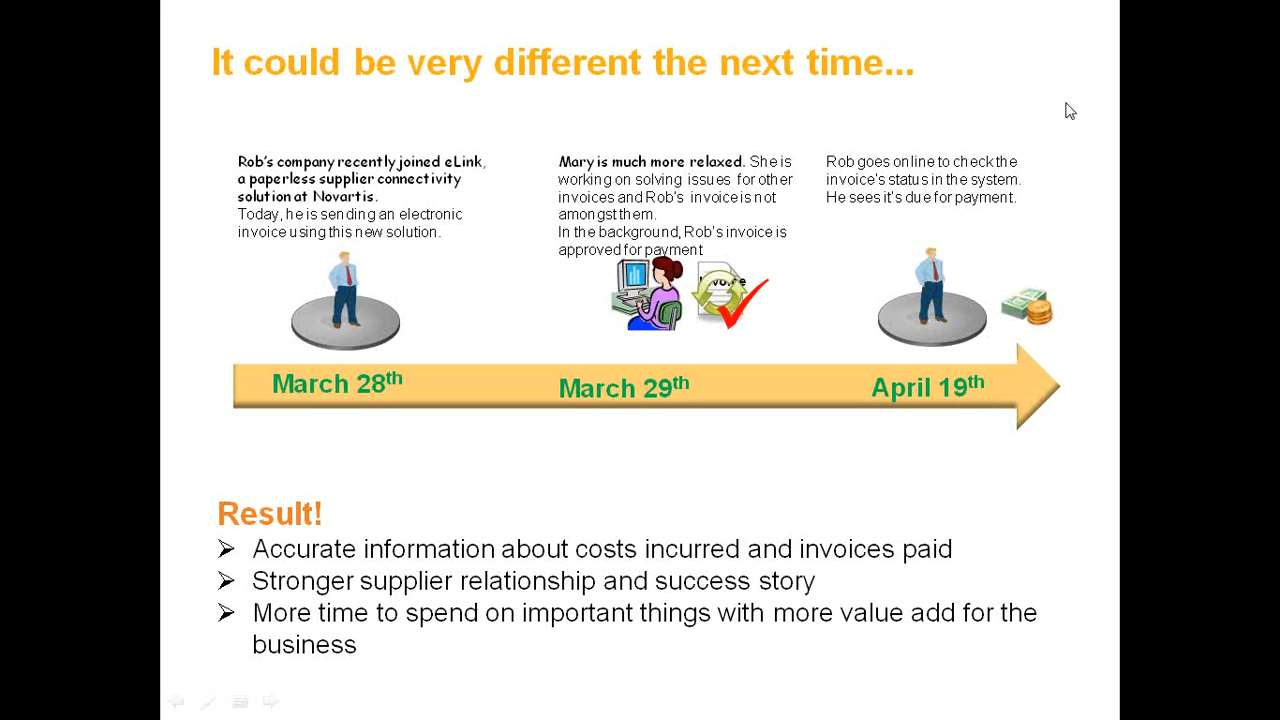 It could be very different the next time...
Rob's company recently joined eLink,
a paperless supplier connectivity
solution at Novartis.
Today, he is sending an electronic
invoice using this new solution.
Mary is much more relaxed. She is
working on solving issues for other
invoices and Rob's invoice is not
amongst them.
In the background, Rob's invoice is
approved for payment
Rob goes online to check the
invoice's status in the system.
He sees it's due for payment.
March 28th
March 29th
April 19th
Result!
Accurate information about costs incurred and invoices paid
Stronger supplier relationship and success story
More time to spend on important things with more value add for the
business